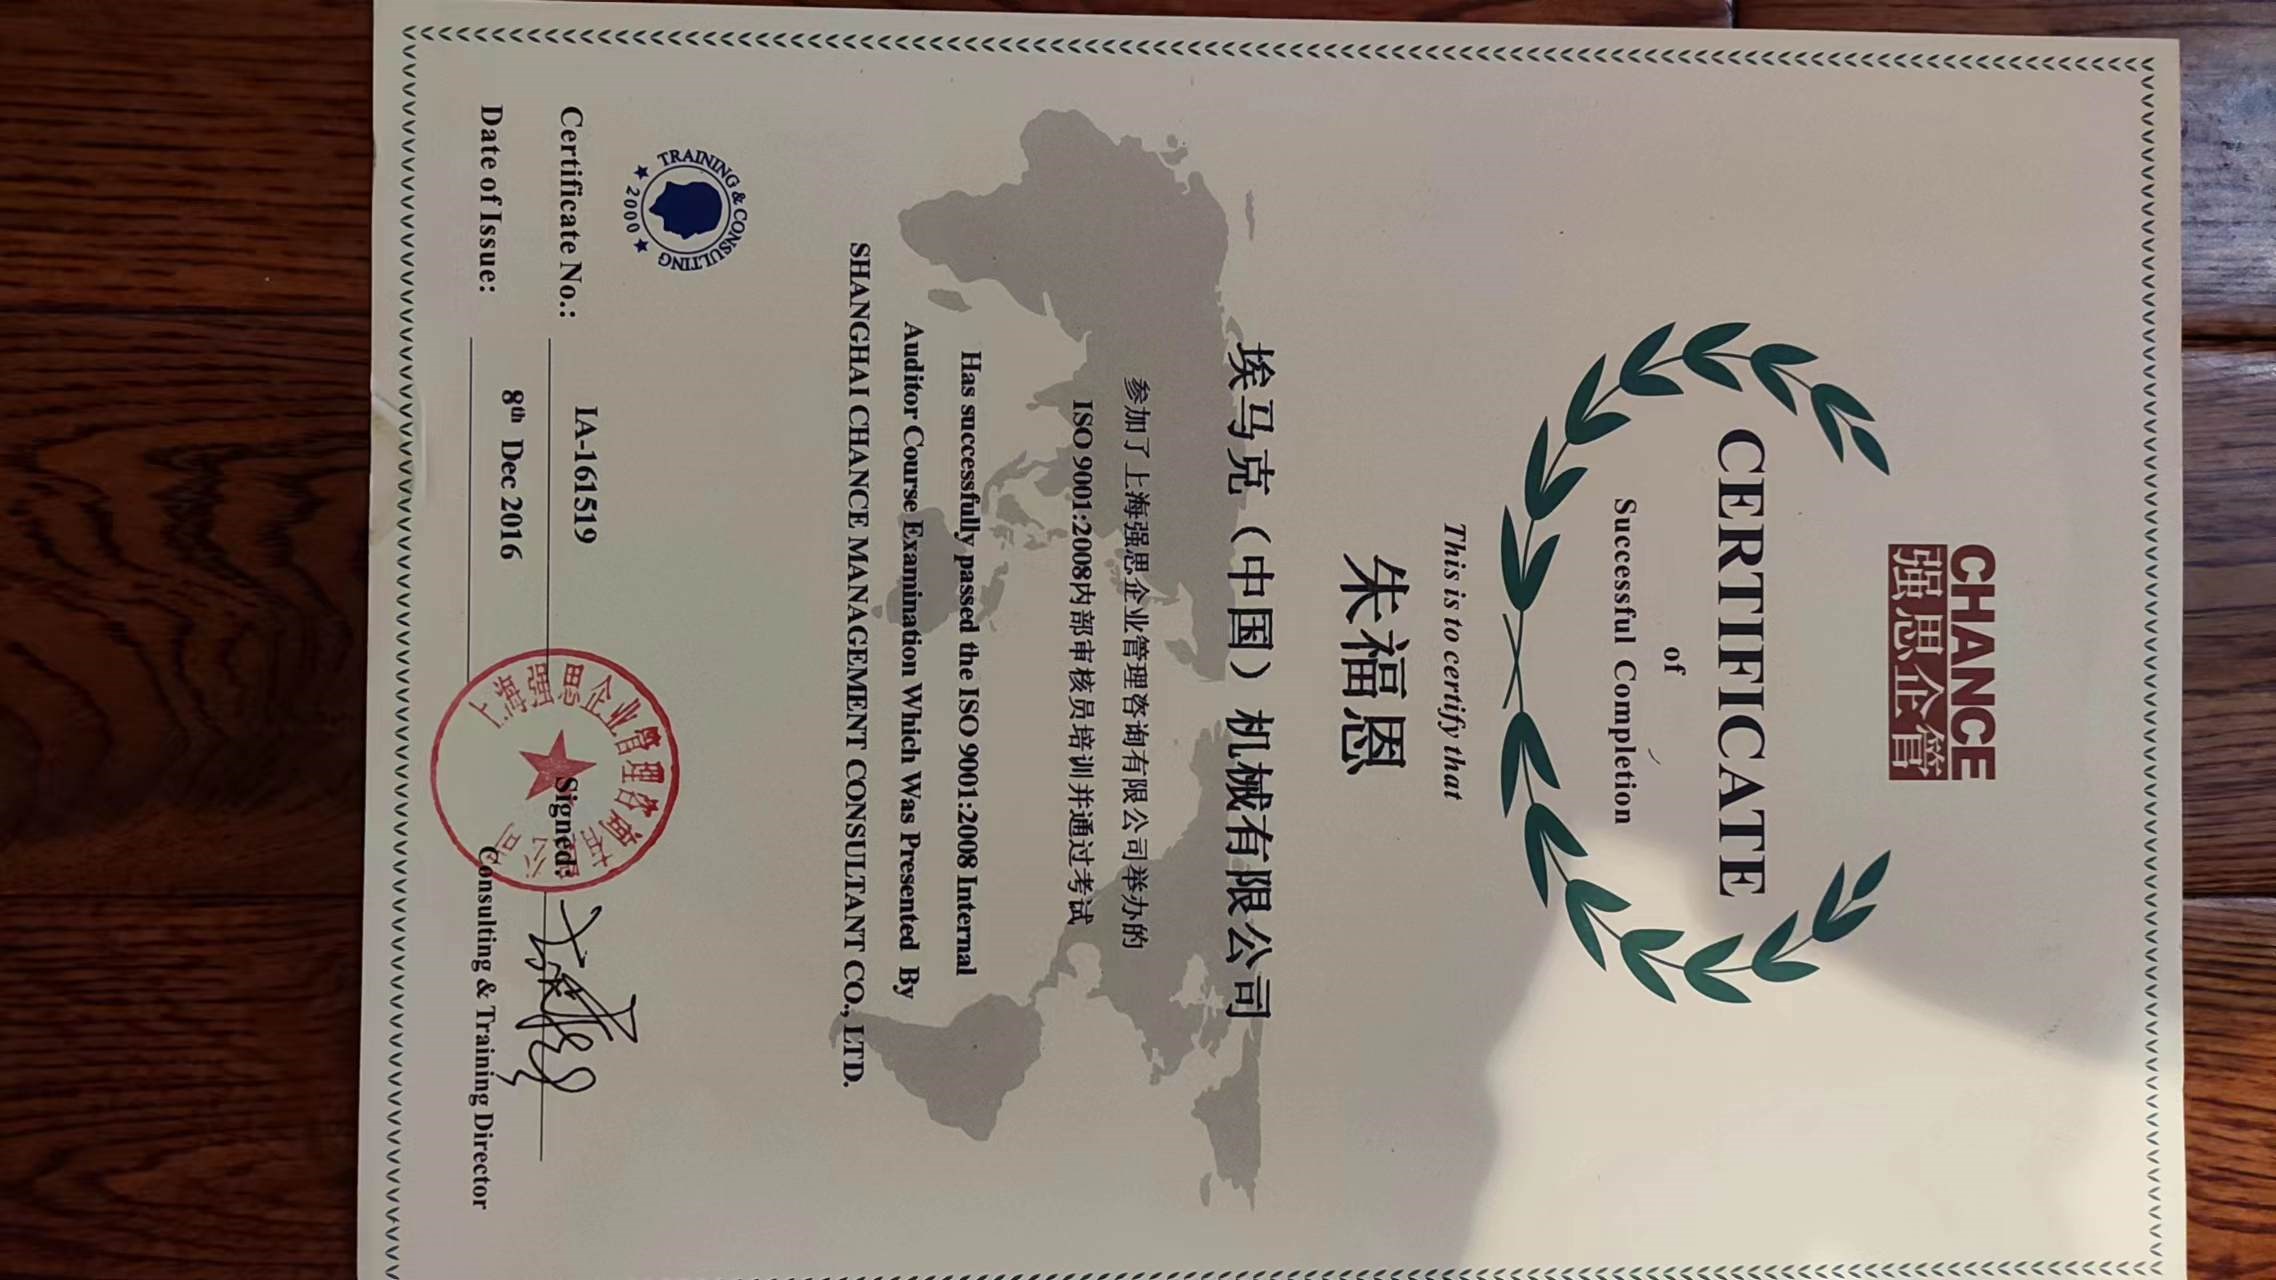 CHANCE
强思企管
CERTIFICATE
of
Successful Completion
This is to certify that
朱福恩
埃马克（中国）机械有限公司
参加了上海强思企业管理咨询有限公司举办的
ISO 9001:2008内部审核员培训并通过考试
Has successfully passed the ISO 9001:2008 Internal
Auditor Course Examination Which Was Presented By
SHANGHAI CHANCE MANAGEMENT CONSULTANT CO., LTD.
TRAINING & CONSULTING
★ 2000 ★
Certificate No.: IA-161519
Signed:
Date of Issue: 8th Dec 2016
Consulting & Training Director
上海强思企业管理咨询有限公司